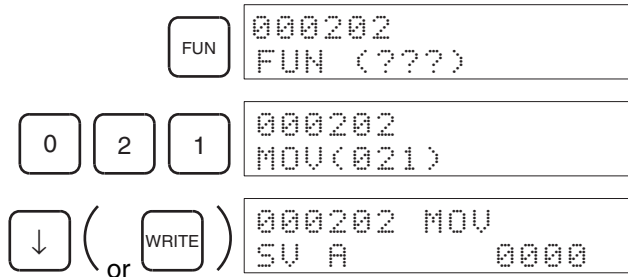 FUN
000202
FUN (???)
0 2 1
000202
MOV(021)
↓ ( or WRITE )
000202 MOV
SV A 0000